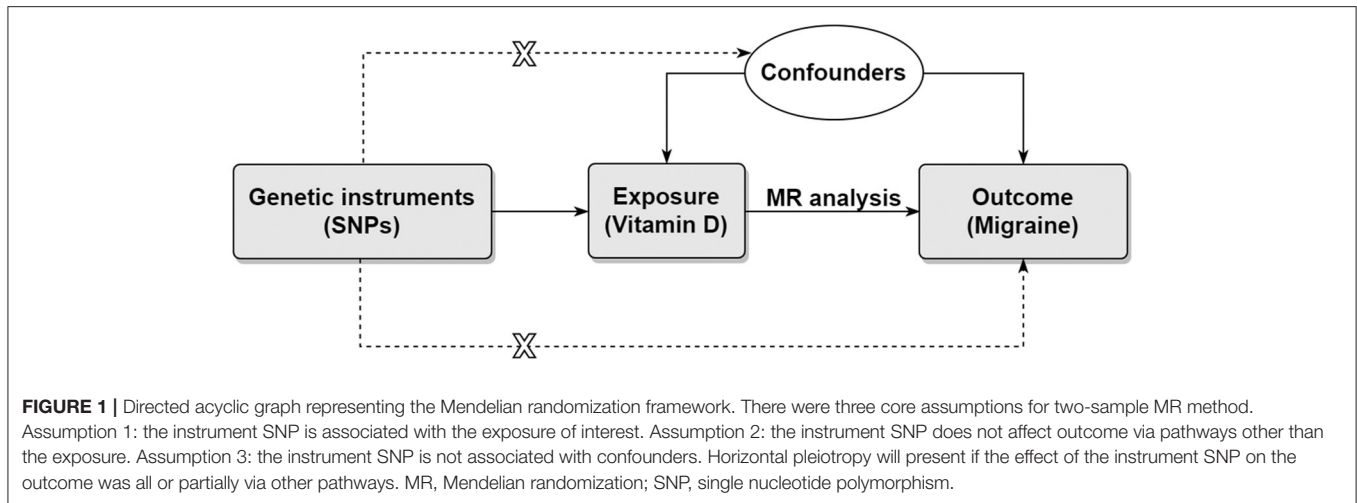 X
Confounders
Genetic instruments
(SNPs)
Exposure
(Vitamin D)
MR analysis
Outcome
(Migraine)
X
FIGURE 1 | Directed acyclic graph representing the Mendelian randomization framework. There were three core assumptions for two-sample MR method.
Assumption 1: the instrument SNP is associated with the exposure of interest. Assumption 2: the instrument SNP does not affect outcome via pathways other than
the exposure. Assumption 3: the instrument SNP is not associated with confounders. Horizontal pleiotropy will present if the effect of the instrument SNP on the
outcome was all or partially via other pathways. MR, Mendelian randomization; SNP, single nucleotide polymorphism.